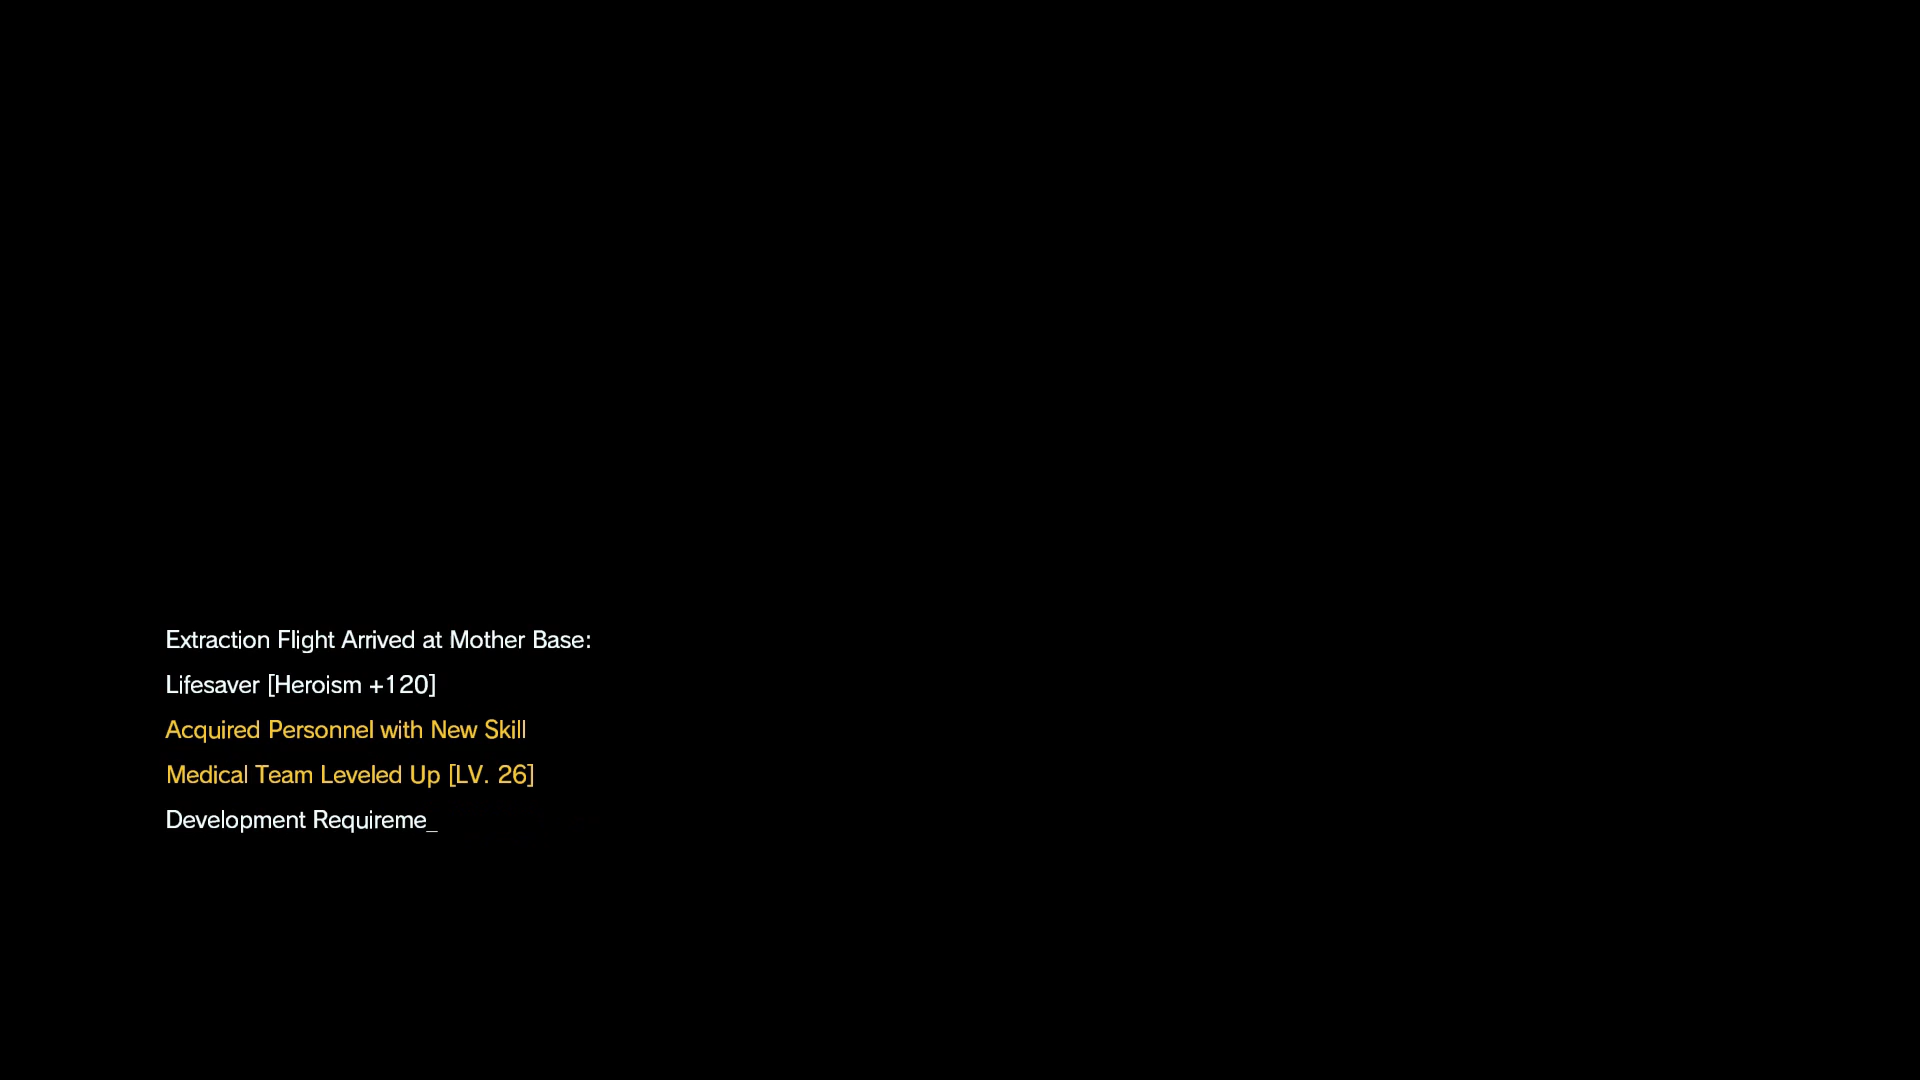 Extraction Flight Arrived at Mother Base:
Lifesaver [Heroism +120]
Acquired Personnel with New Skill
Medical Team Leveled Up [LV. 26]
Development Requireme_